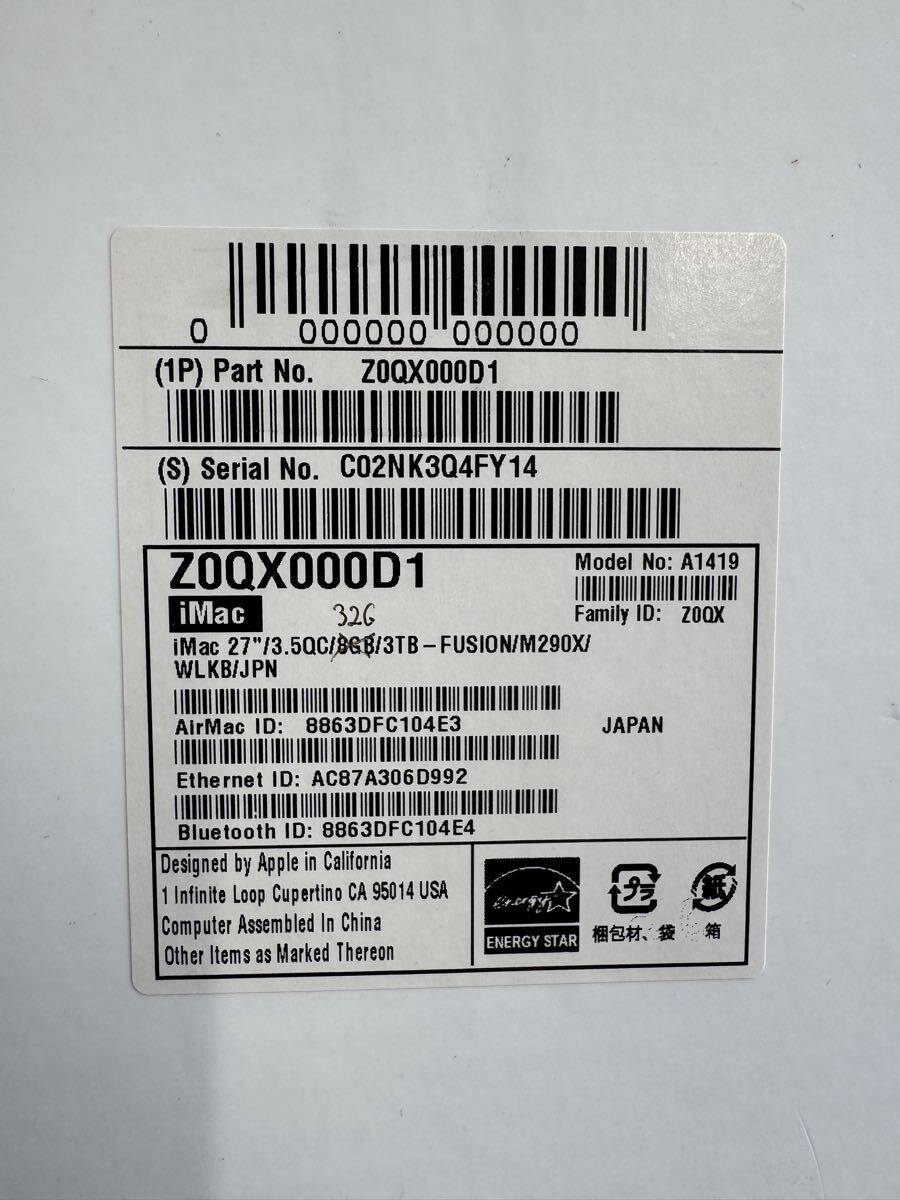 0 000000 000000
(1P) Part No. Z0QX000D1
(S) Serial No. C02NK3Q4FY14
Z0QX000D1
Model No: A1419
iMac
Family ID: Z0QX
32G
iMac 27"/3.5QC/8GB/3TB-FUSION/M290X/
WLKB/JPN
AirMac ID: 8863DFC104E3
JAPAN
Ethernet ID: AC87A306D992
Bluetooth ID: 8863DFC104E4
Designed by Apple in California
1 Infinite Loop Cupertino CA 95014 USA
Computer Assembled In China
Other Items as Marked Thereon
energy
ENERGY STAR
プラ
梱包材、袋
紙
箱